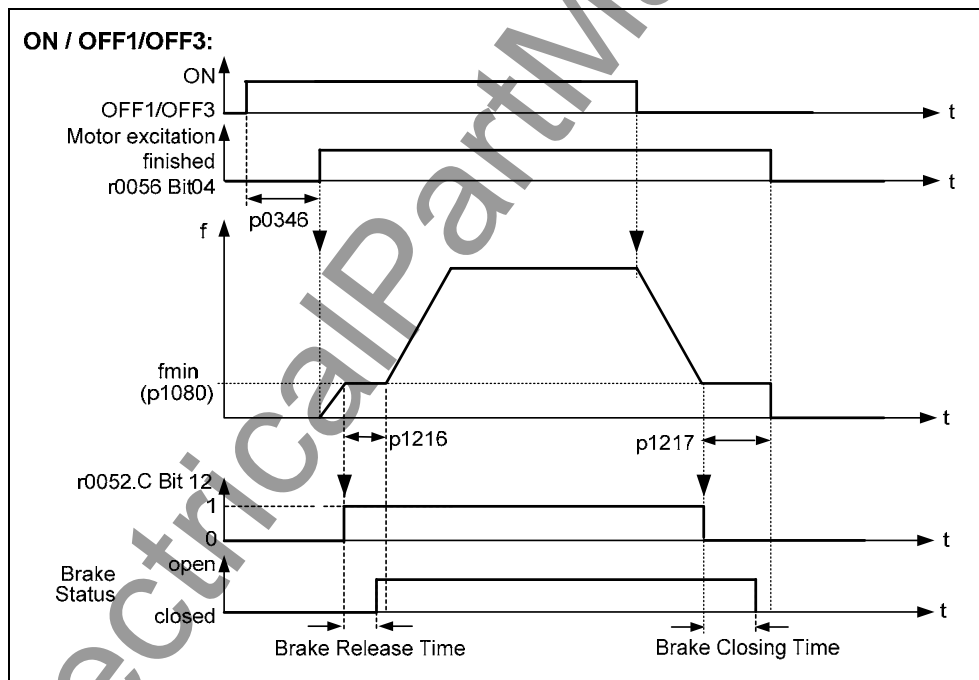 ON / OFF1/OFF3:
ON
OFF1/OFF3
t
Motor excitation
finished
r0056 Bit04
t
p0346
f
fmin
(p1080)
t
p1216
p1217
r0052.C Bit 12
1
0
t
Brake
Status
open
closed
t
Brake Release Time
Brake Closing Time
ElectricalPartMa